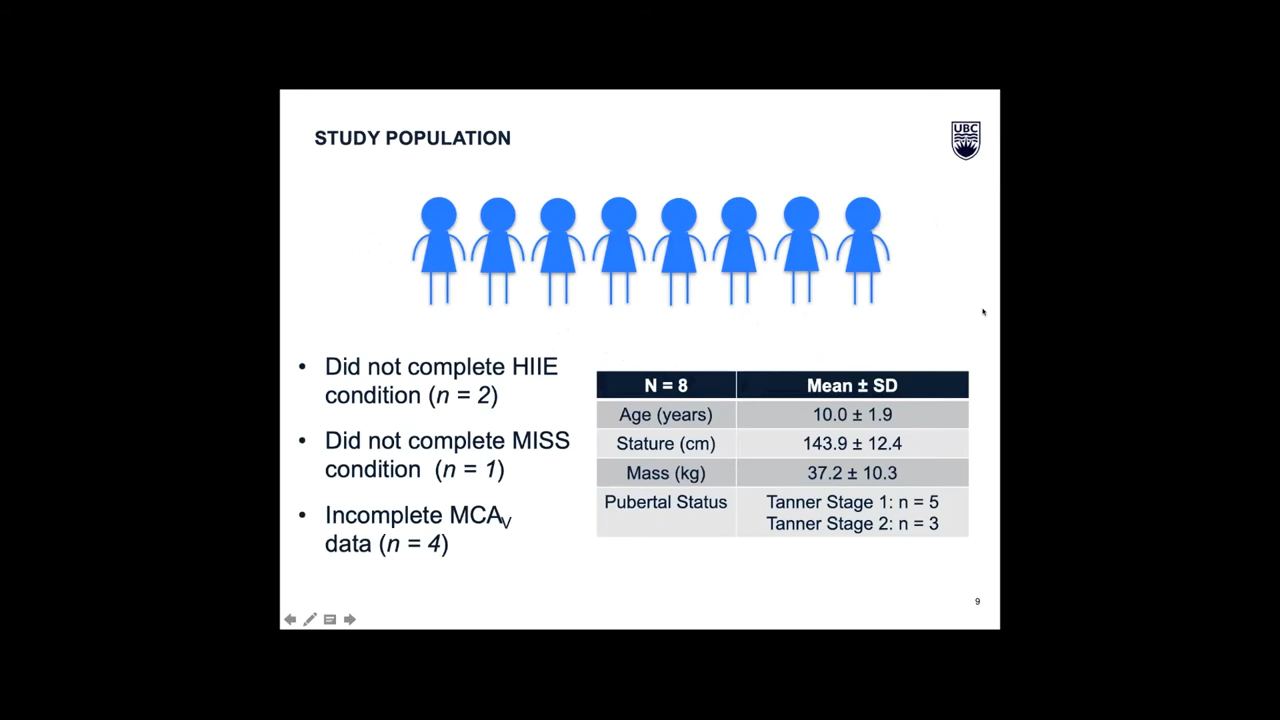 STUDY POPULATION
UBC
• Did not complete HIIE
condition (n = 2)
• Did not complete MISS
condition (n = 1)
• Incomplete MCAV
data (n = 4)
N = 8 Mean ± SD
Age (years) 10.0 ± 1.9
Stature (cm) 143.9 ± 12.4
Mass (kg) 37.2 ± 10.3
Pubertal Status Tanner Stage 1: n = 5
Tanner Stage 2: n = 3
9